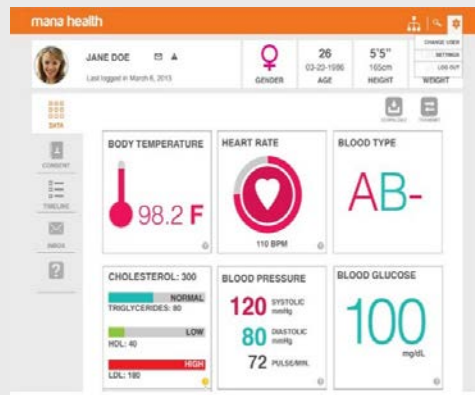 mana health
CHANGE USER
SETTINGS
LOG OUT
JANE DOE
Last logged in March 6, 2013
GENDER
26
03-22-1986
AGE
5'5"
165cm
HEIGHT
WEIGHT
DATA
CONSENT
TIMELINE
INBOX
?
DOWNLOAD
TRANSMIT
BODY TEMPERATURE
98.2 F
HEART RATE
110 BPM
BLOOD TYPE
AB-
CHOLESTEROL: 300
NORMAL
TRIGLYCERIDES: 80
LOW
HDL: 40
HIGH
LDL: 180
BLOOD PRESSURE
120 SYSTOLIC mmHg
80 DIASTOLIC mmHg
72 PULSE/MIN.
BLOOD GLUCOSE
100
mg/dL